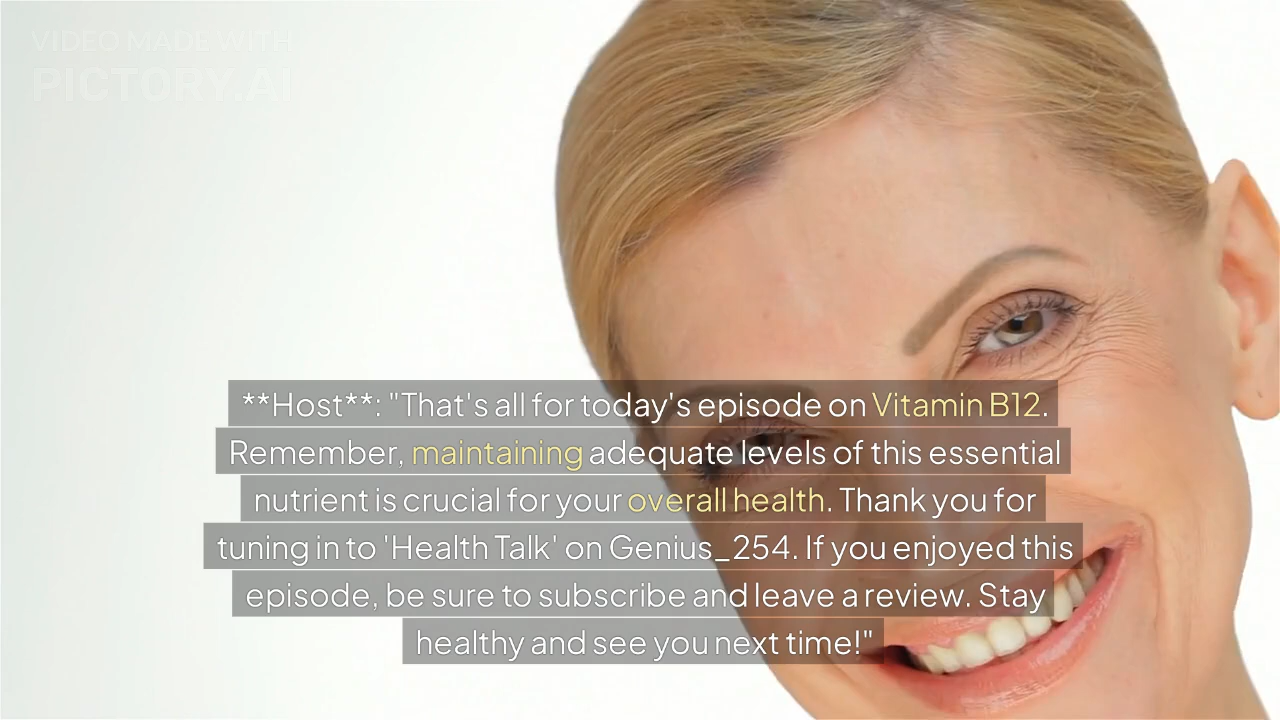 VIDEO MADE WITH
PICTORY.AI
**Host**: "That's all for today's episode on Vitamin B12.
Remember, maintaining adequate levels of this essential
nutrient is crucial for your overall health. Thank you for
tuning in to 'Health Talk' on Genius_254. If you enjoyed this
episode, be sure to subscribe and leave a review. Stay
healthy and see you next time!"